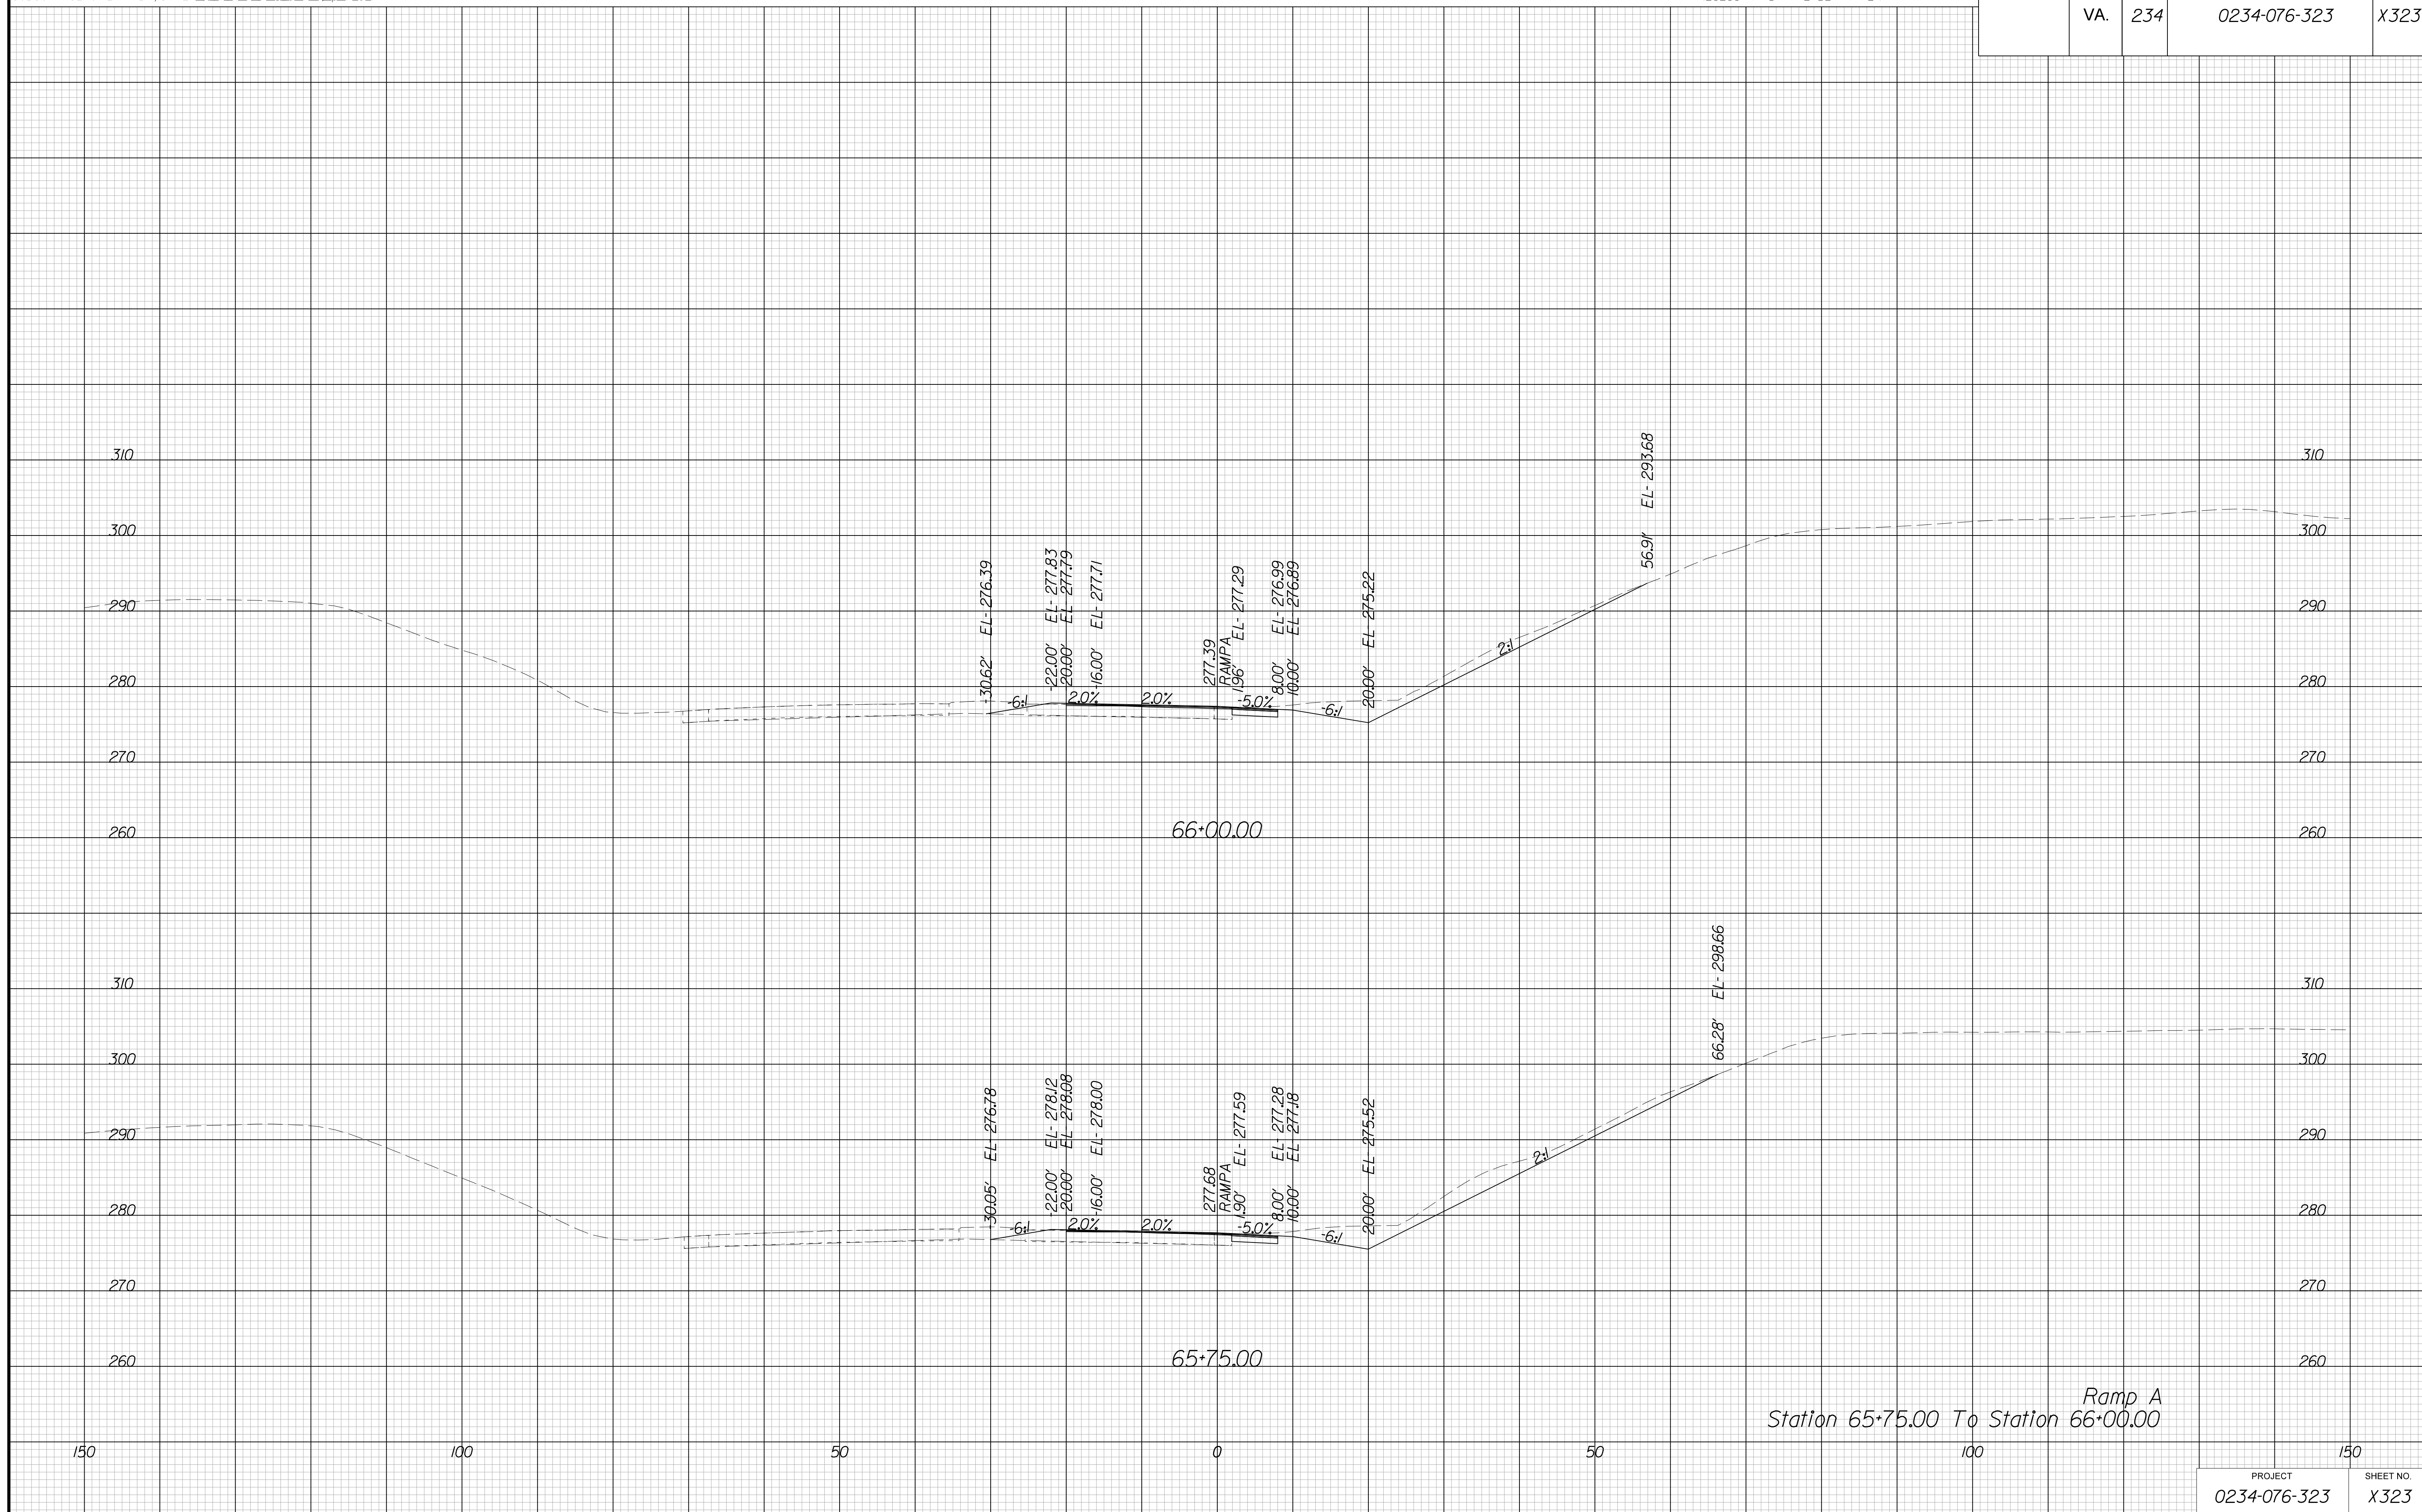 VA. 234 0234-076-323 X323
310 310
300 300
290 290
280 280
270 270
260 260
-30.62' EL- 276.39
-22.00' EL- 277.83
20.00' EL 277.79
-16.00' EL- 277.71
277.39
RAMPA
1.96' EL- 277.29
8.00' EL- 276.99
10.00' EL 276.89
20.00' EL 275.22
56.91' EL- 293.68
-6:1 2.0% 2.0% -5.0% -6:1 2:1
66+00.00
310 310
300 300
290 290
280 280
270 270
260 260
30.05' EL- 276.78
-22.00' EL- 278.12
20.00' EL- 278.08
-16.00' EL- 278.00
277.68
RAMPA
1.90' EL- 277.59
8.00' EL- 277.28
10.00' EL 277.18
20.00' EL- 275.52
66.28' EL- 298.66
-6:1 2.0% 2.0% -5.0% -6:1 2:1
65+75.00
Ramp A
Station 65+75.00 To Station 66+00.00
150 100 50 0 50 100 150
PROJECT SHEET NO.
0234-076-323 X323